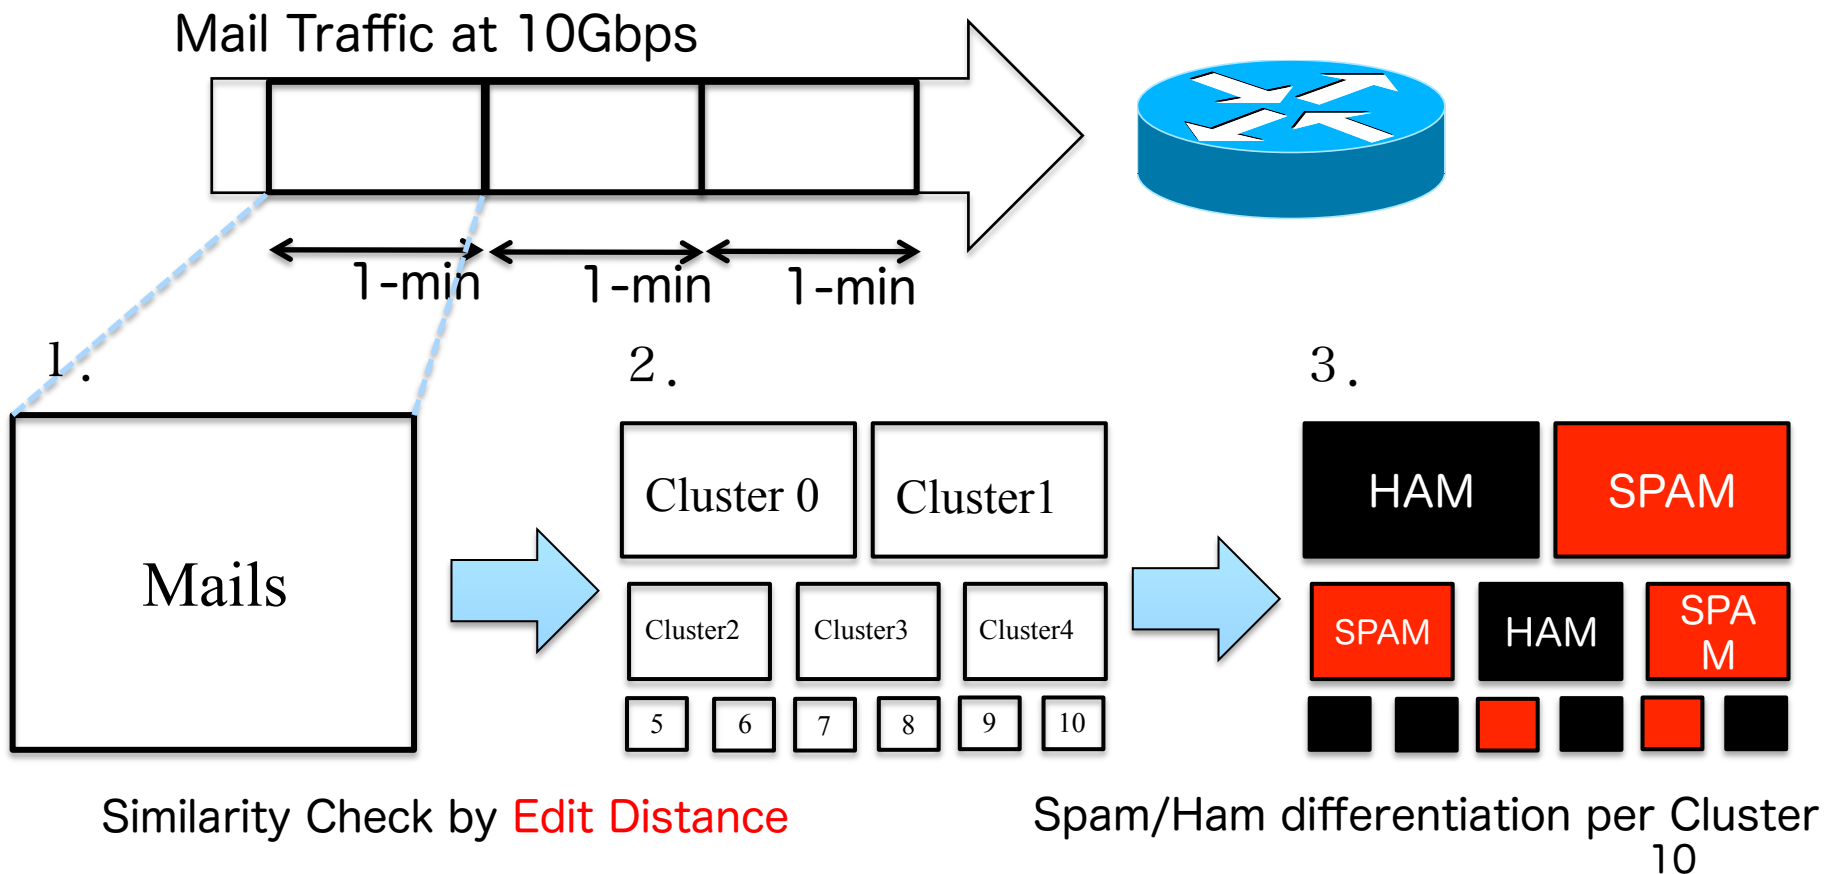 Mail Traffic at 10Gbps
1-min
1-min
1-min
1.
2.
3.
Mails
Cluster 0
Cluster1
Cluster2
Cluster3
Cluster4
5
6
7
8
9
10
HAM
SPAM
SPAM
HAM
SPA
M
Similarity Check by Edit Distance
Spam/Ham differentiation per Cluster
10